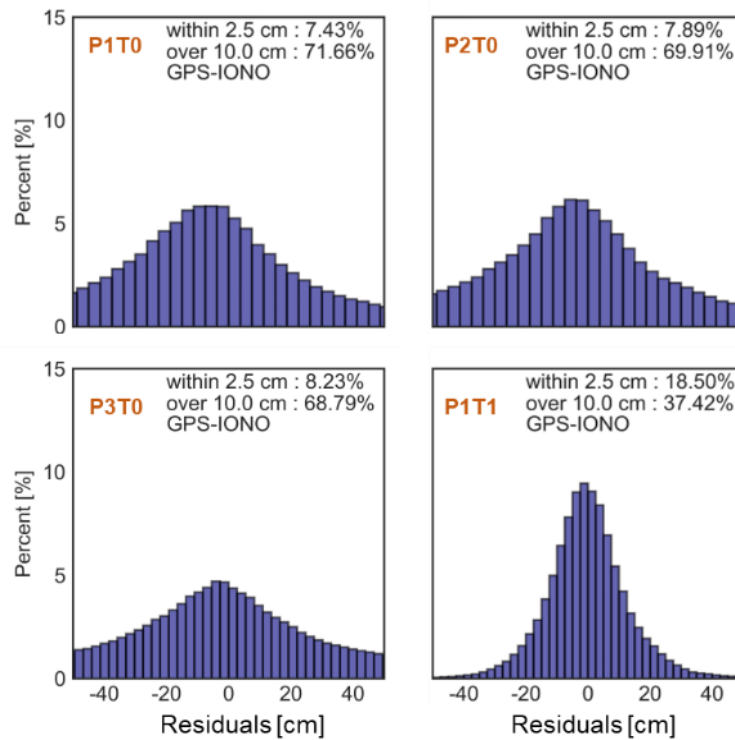 15
10
5
0
Percent [%]
P1T0
within 2.5 cm : 7.43%
over 10.0 cm : 71.66%
GPS-IONO
P2T0
within 2.5 cm : 7.89%
over 10.0 cm : 69.91%
GPS-IONO
15
10
5
0
Percent [%]
P3T0
within 2.5 cm : 8.23%
over 10.0 cm : 68.79%
GPS-IONO
-40 -20 0 20 40
Residuals [cm]
P1T1
within 2.5 cm : 18.50%
over 10.0 cm : 37.42%
GPS-IONO
-40 -20 0 20 40
Residuals [cm]